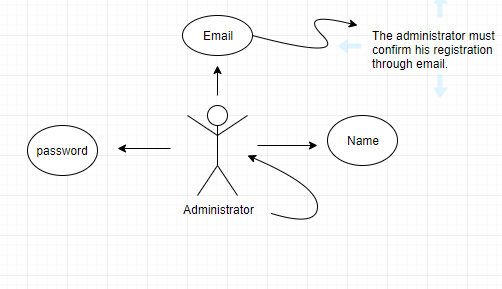 Email
The administrator must
confirm his registration
through email.
password
Name
Administrator